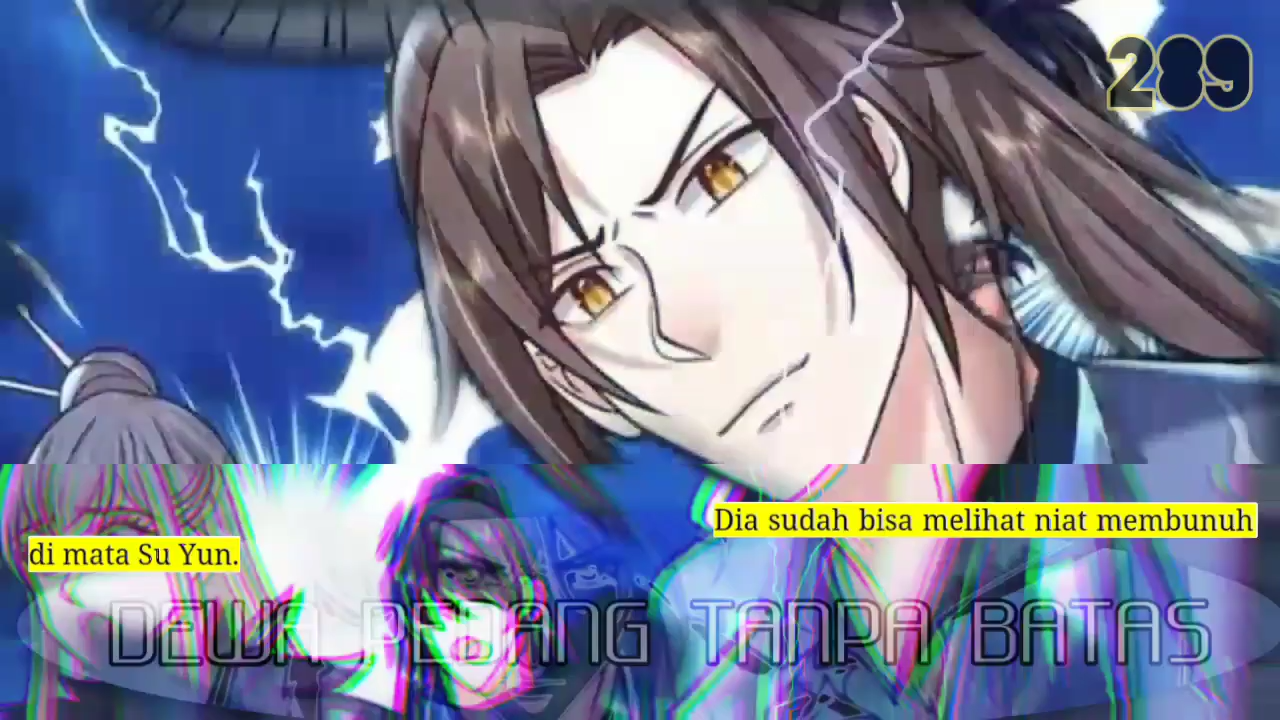 289
Dia sudah bisa melihat niat membunuh
di mata Su Yun.
DEWA PEDANG TANPA BATAS